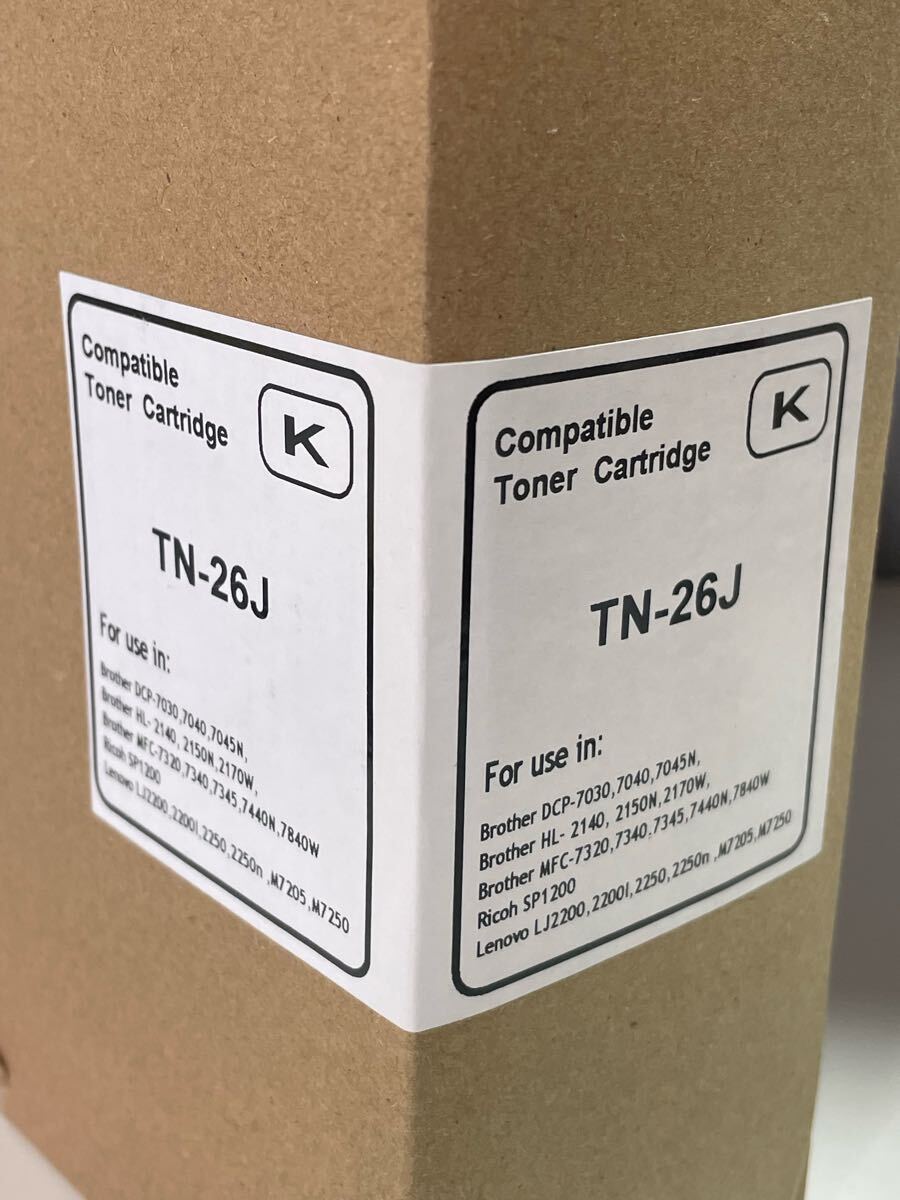 Compatible
Toner Cartridge
K
TN-26J
For use in:
Brother DCP-7030,7040,7045N,
Brother HL- 2140, 2150N,2170W,
Brother MFC-7320,7340,7345,7440N,7840W
Ricoh SP1200
Lenovo LJ2200,2200l,2250,2250n ,M7205,M7250
Compatible
Toner Cartridge
K
TN-26J
For use in:
Brother DCP-7030,7040,7045N,
Brother HL- 2140, 2150N,2170W,
Brother MFC-7320,7340,7345,7440N,7840W
Ricoh SP1200
Lenovo LJ2200,2200l,2250,2250n ,M7205,M7250